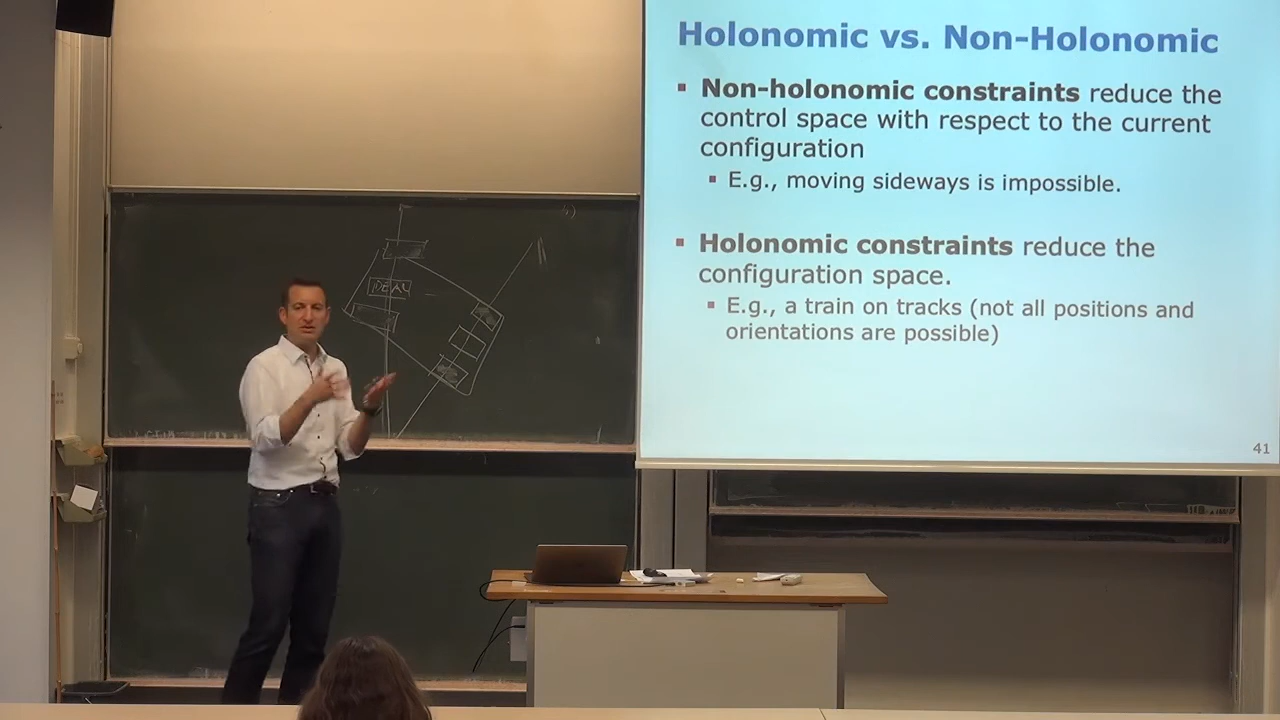 Holonomic vs. Non-Holonomic
Non-holonomic constraints reduce the
control space with respect to the current
configuration
E.g., moving sideways is impossible.
Holonomic constraints reduce the
configuration space.
E.g., a train on tracks (not all positions and
orientations are possible)
41
IDEAL